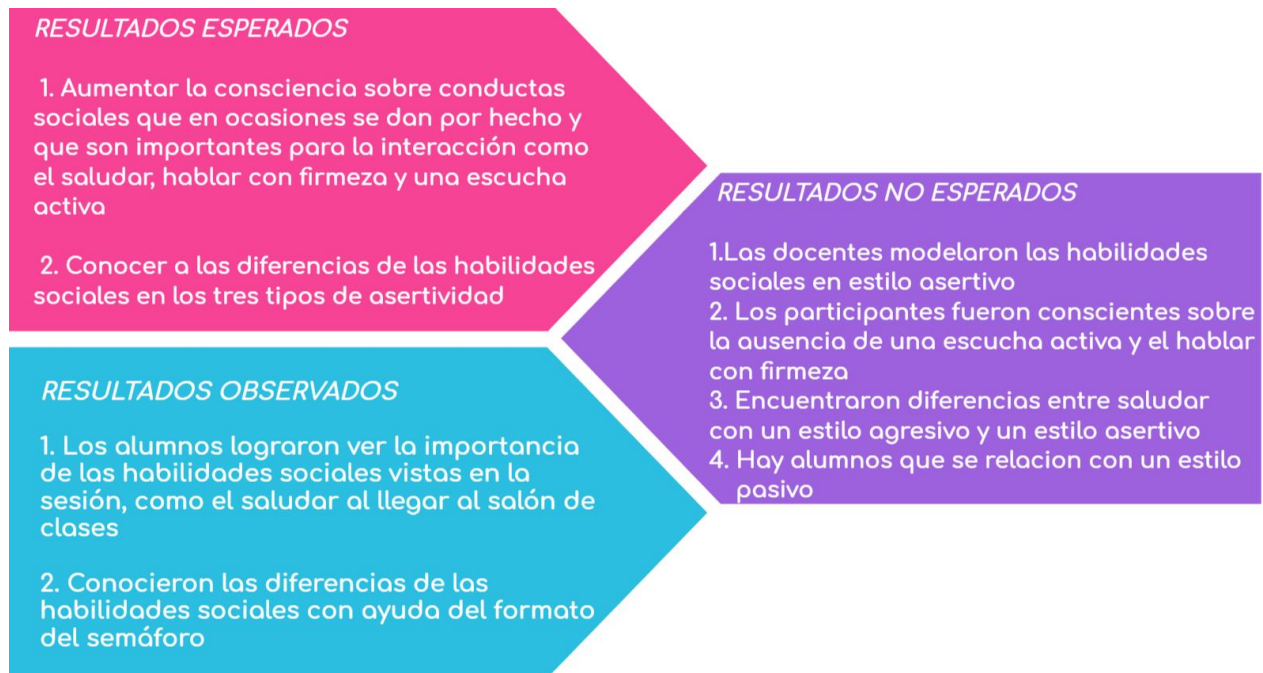 RESULTADOS ESPERADOS
1. Aumentar la consciencia sobre conductas
sociales que en ocasiones se dan por hecho y
que son importantes para la interacción como
el saludar, hablar con firmeza y una escucha
activa
2. Conocer a las diferencias de las habilidades
sociales en los tres tipos de asertividad
RESULTADOS OBSERVADOS
1. Los alumnos lograron ver la importancia
de las habilidades sociales vistas en la
sesión, como el saludar al llegar al salón de
clases
2. Conocieron las diferencias de las
habilidades sociales con ayuda del formato
del semáforo
RESULTADOS NO ESPERADOS
1.Las docentes modelaron las habilidades
sociales en estilo asertivo
2. Los participantes fueron conscientes sobre
la ausencia de una escucha activa y el hablar
con firmeza
3. Encuentraron diferencias entre saludar
con un estilo agresivo y un estilo asertivo
4. Hay alumnos que se relacion con un estilo
pasivo